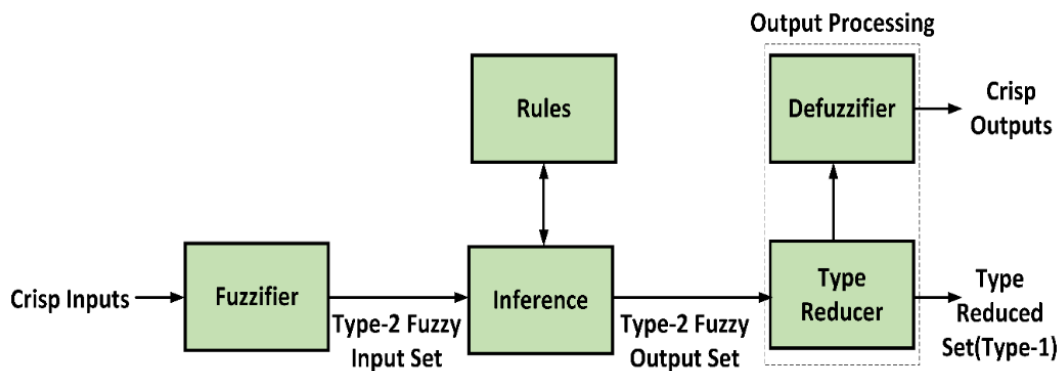 Output Processing
Rules
Defuzzifier
Crisp
Outputs
Crisp Inputs
Fuzzifier
Type-2 Fuzzy
Input Set
Inference
Type-2 Fuzzy
Output Set
Type
Reducer
Type
Reduced
Set(Type-1)